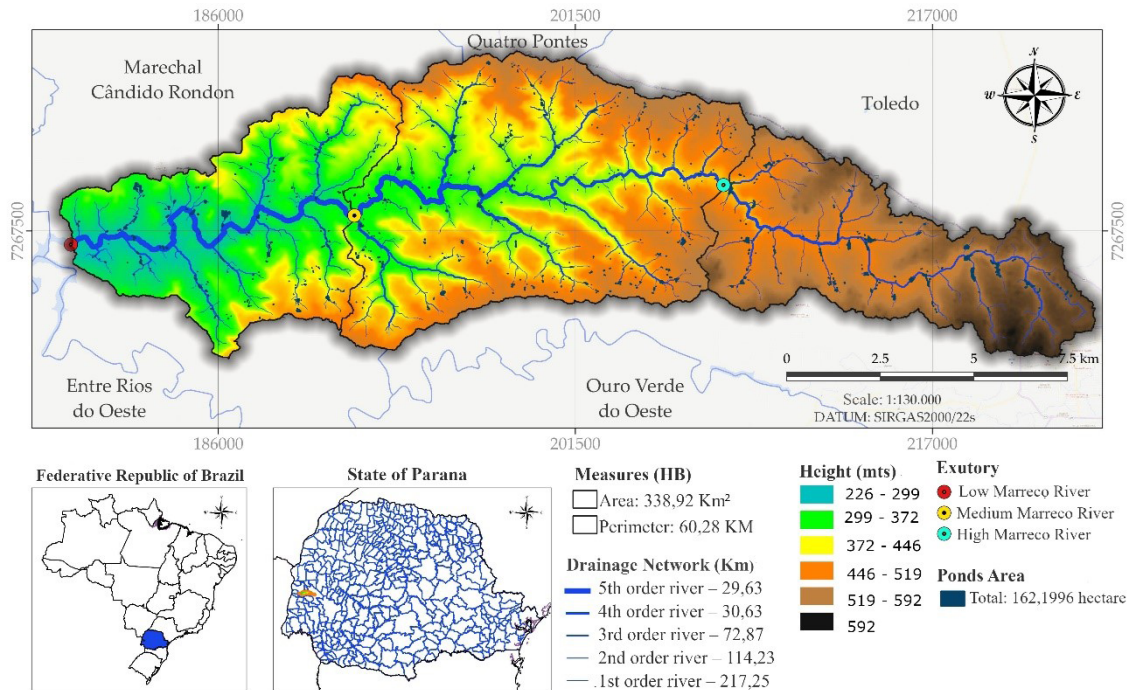 186000
201500
217000
Quatro Pontes
Marechal
Cândido Rondon
Toledo
N
W
E
S
7267500
7267500
Entre Rios
do Oeste
Ouro Verde
do Oeste
0
2.5
5
7.5 km
Scale: 1:130.000
DATUM: SIRGAS2000/22s
186000
201500
217000
Federative Republic of Brazil
State of Parana
Measures (HB)
Area: 338,92 Km²
Perimeter: 60,28 KM
Drainage Network (Km)
5th order river – 29,63
4th order river – 30,63
3rd order river – 72,87
2nd order river – 114,23
.1rst order river – 217,25
Height (mts)
226 - 299
299 - 372
372 - 446
446 - 519
519 - 592
592
Exutory
Low Marreco River
Medium Marreco River
High Marreco River
Ponds Area
Total: 162,1996 hectare